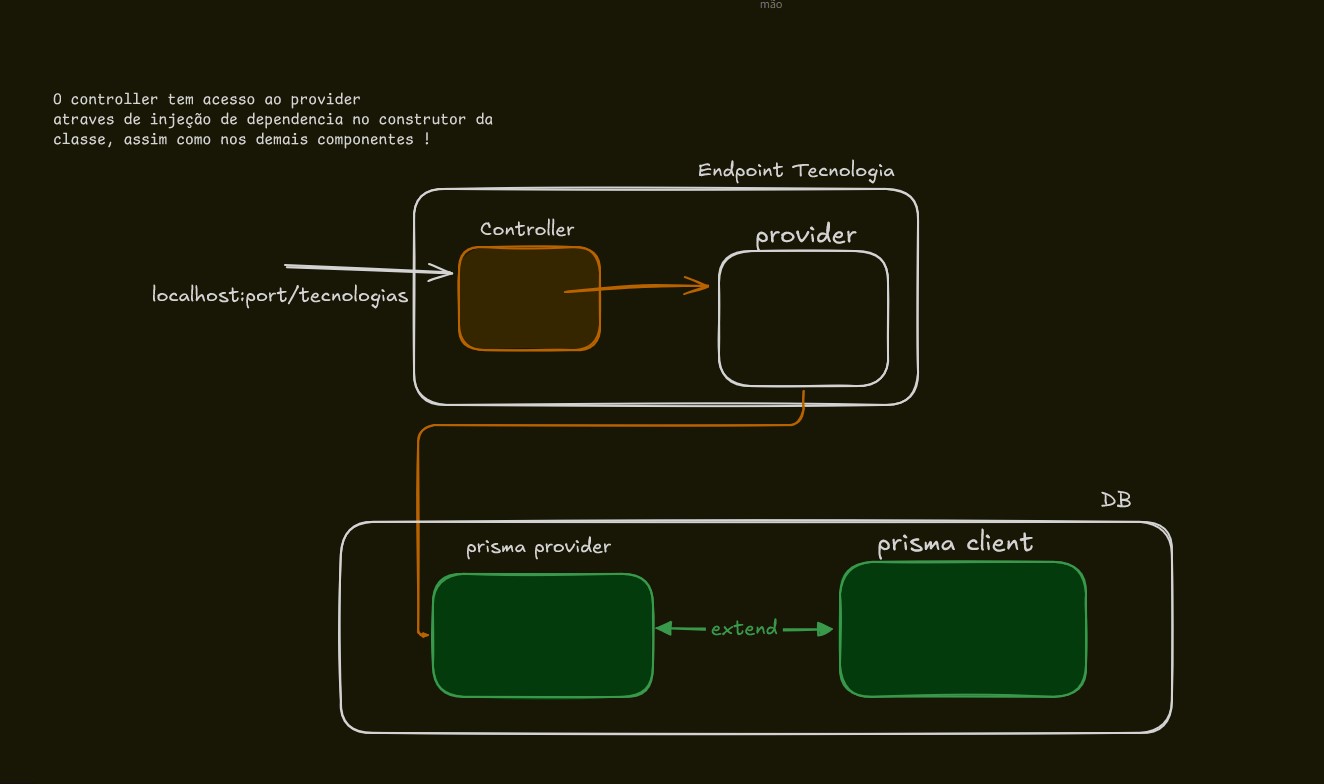 mão
O controller tem acesso ao provider
atraves de injeção de dependencia no construtor da
classe, assim como nos demais componentes !
Endpoint Tecnologia
Controller
provider
localhost:port/tecnologias
DB
prisma provider
prisma client
extend